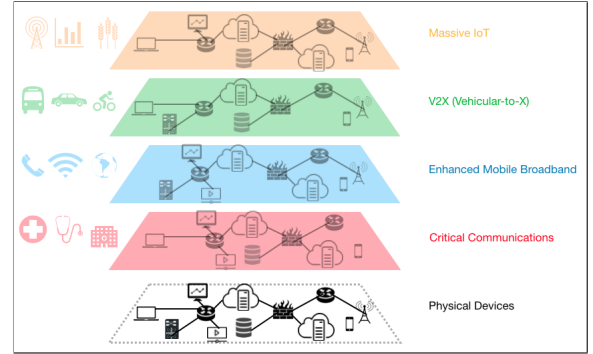 Massive IoT
V2X (Vehicular-to-X)
Enhanced Mobile Broadband
Critical Communications
Physical Devices